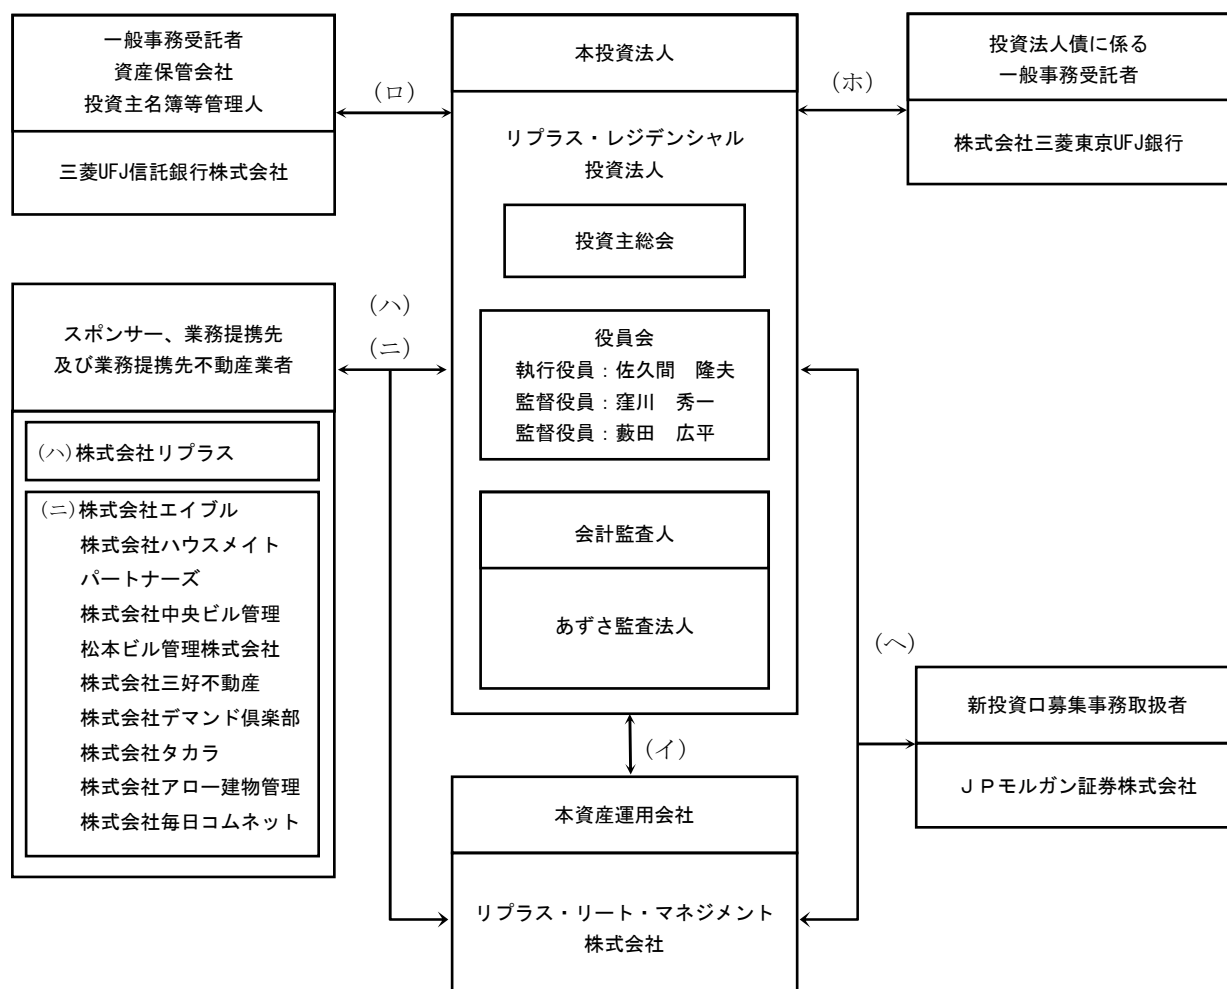 一般事務受託者
資産保管会社
投資主名簿等管理人
三菱UFJ信託銀行株式会社
(ロ)
本投資法人
リプラス・レジデンシャル
投資法人
投資主総会
役員会
執行役員：佐久間　隆夫
監督役員：窪川　秀一
監督役員：藪田　広平
会計監査人
あずさ監査法人
(ホ)
投資法人債に係る
一般事務受託者
株式会社三菱東京UFJ銀行
スポンサー、業務提携先
及び業務提携先不動産業者
(ハ)株式会社リプラス
(ニ)株式会社エイブル
株式会社ハウスメイト
パートナーズ
株式会社中央ビル管理
松本ビル管理株式会社
株式会社三好不動産
株式会社デマンド倶楽部
株式会社タカラ
株式会社アロー建物管理
株式会社毎日コムネット
(ハ)
(ニ)
(イ)
本資産運用会社
リプラス・リート・マネジメント
株式会社
(ヘ)
新投資口募集事務取扱者
ＪＰモルガン証券株式会社